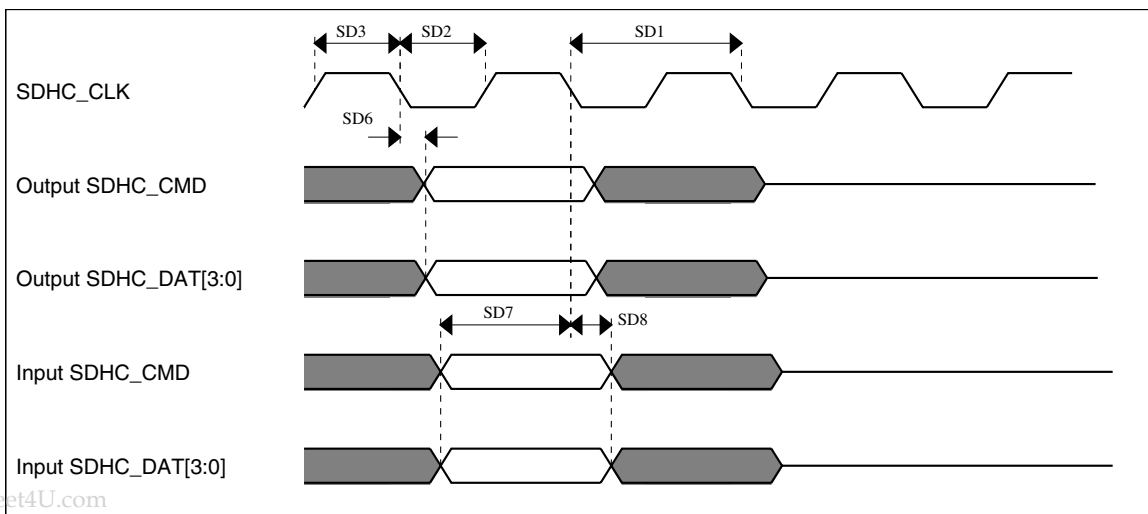 SD3 SD2 SD1
SDHC_CLK
SD6
Output SDHC_CMD
Output SDHC_DAT[3:0]
SD7 SD8
Input SDHC_CMD
Input SDHC_DAT[3:0]
eet4U.com